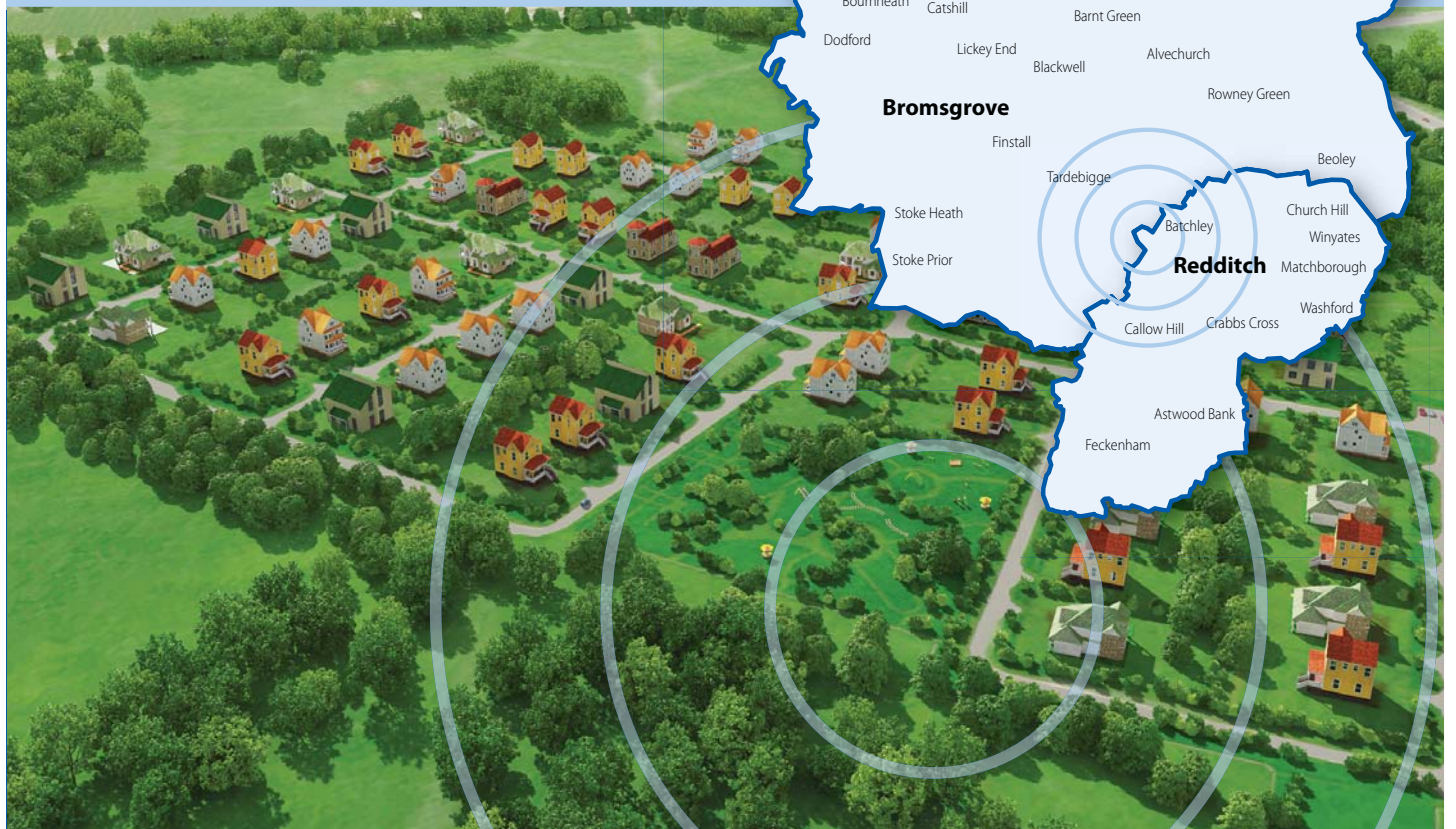 Bournheath
Catshill
Barnt Green
Dodford
Lickey End
Alvechurch
Blackwell
Rowney Green
Bromsgrove
Finstall
Beoley
Tardebigge
Stoke Heath
Church Hill
Batchley
Winyates
Stoke Prior
Redditch
Matchborough
Washford
Callow Hill
Crabbs Cross
Astwood Bank
Feckenham